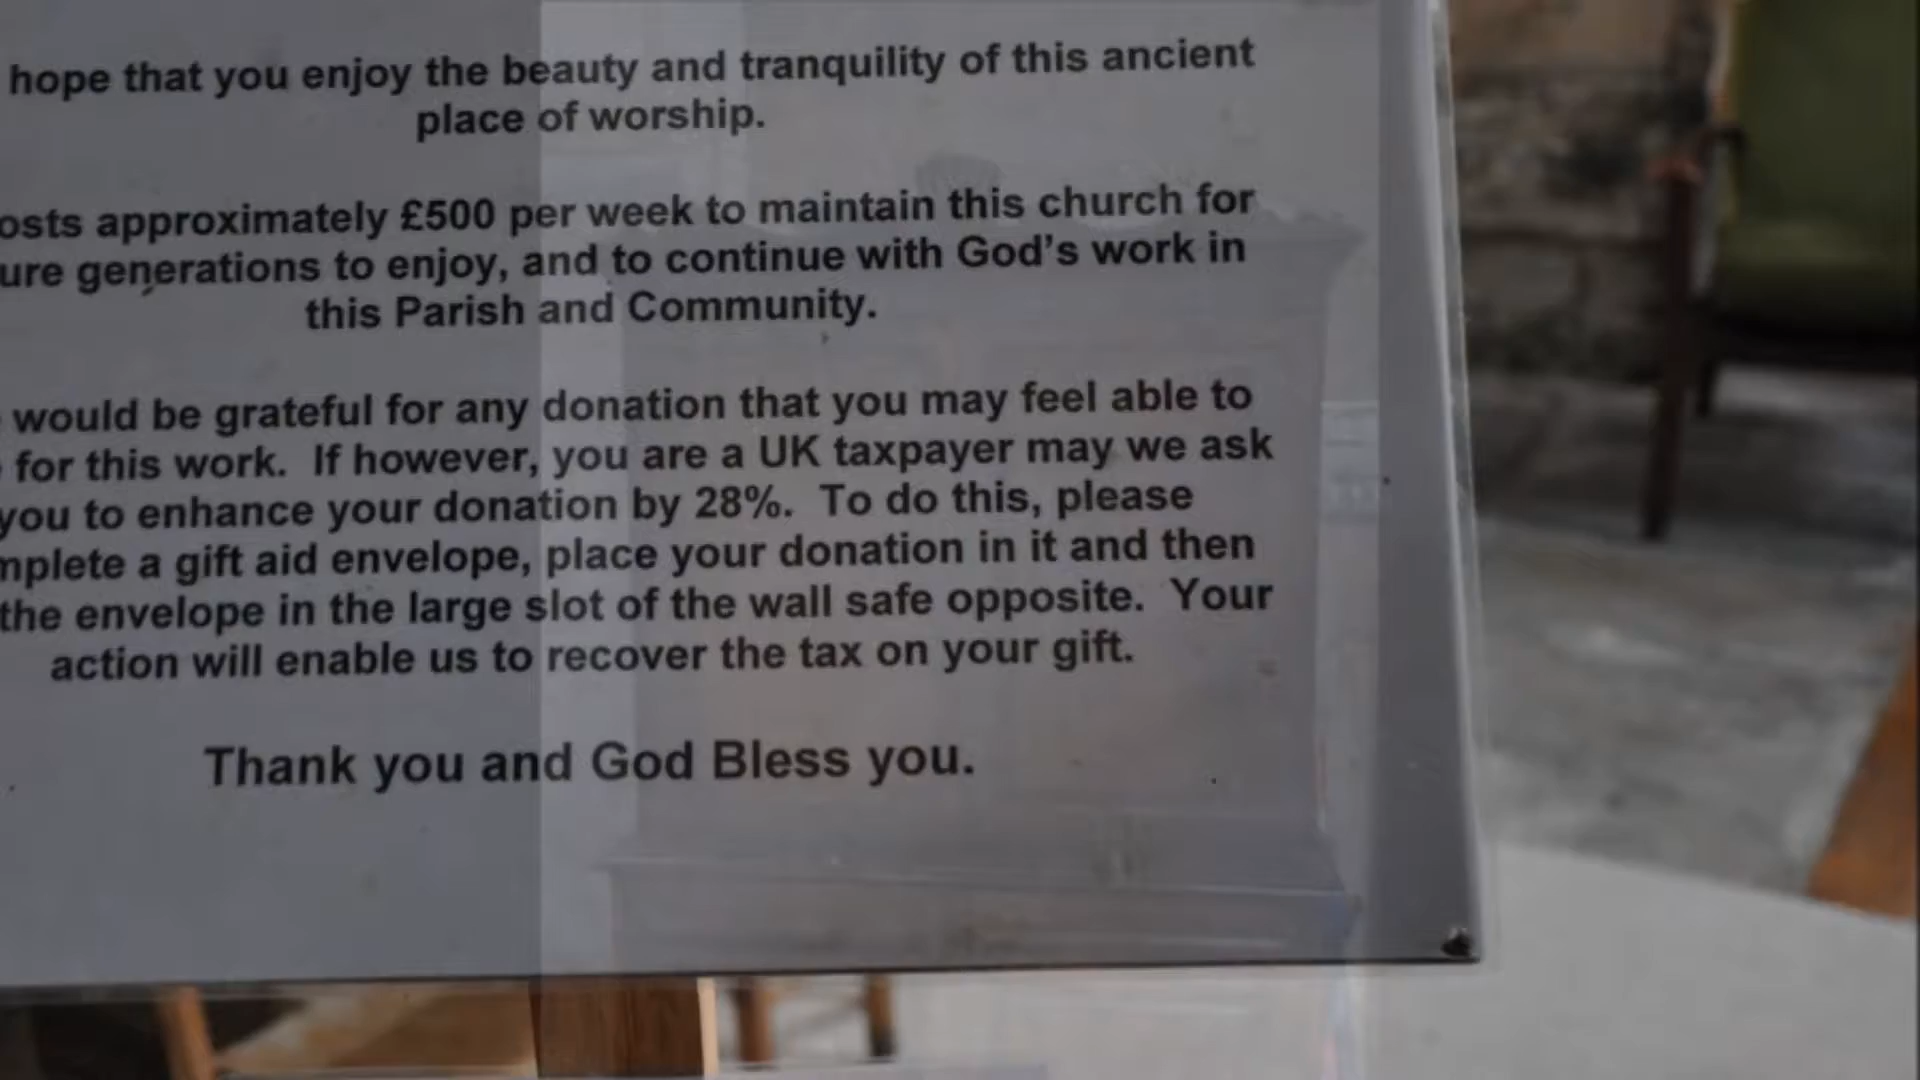 hope that you enjoy the beauty and tranquility of this ancient
place of worship.
osts approximately £500 per week to maintain this church for
ure generations to enjoy, and to continue with God's work in
this Parish and Community.
would be grateful for any donation that you may feel able to
for this work. If however, you are a UK taxpayer may we ask
you to enhance your donation by 28%. To do this, please
mplete a gift aid envelope, place your donation in it and then
the envelope in the large slot of the wall safe opposite. Your
action will enable us to recover the tax on your gift.
Thank you and God Bless you.